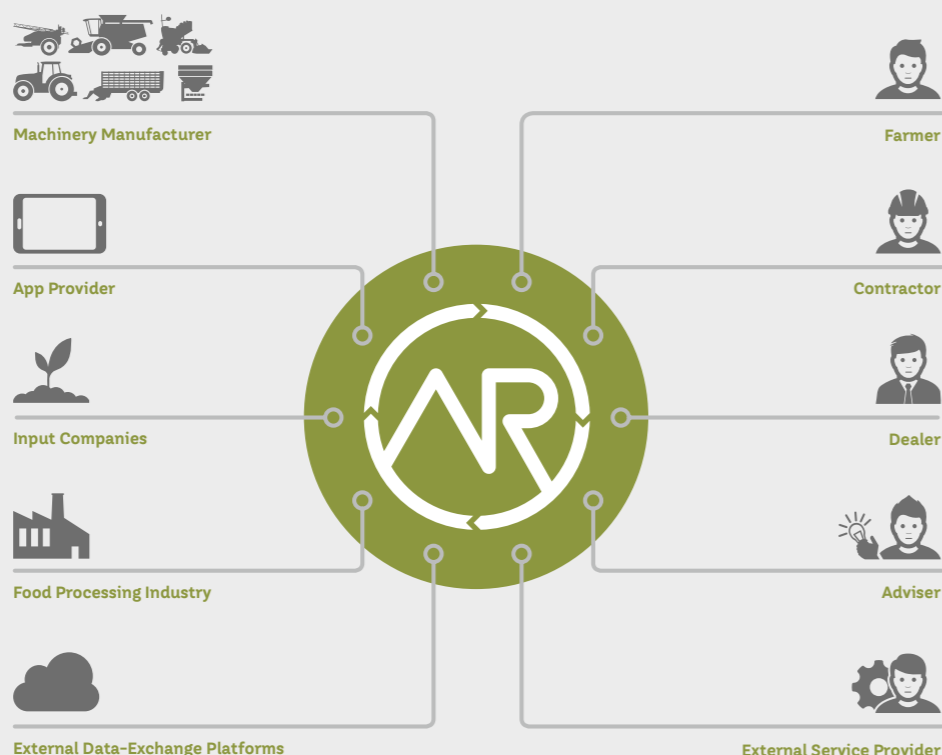 Machinery Manufacturer
Farmer
App Provider
Contractor
AR
Input Companies
Dealer
Food Processing Industry
Adviser
External Data-Exchange Platforms
External Service Provider